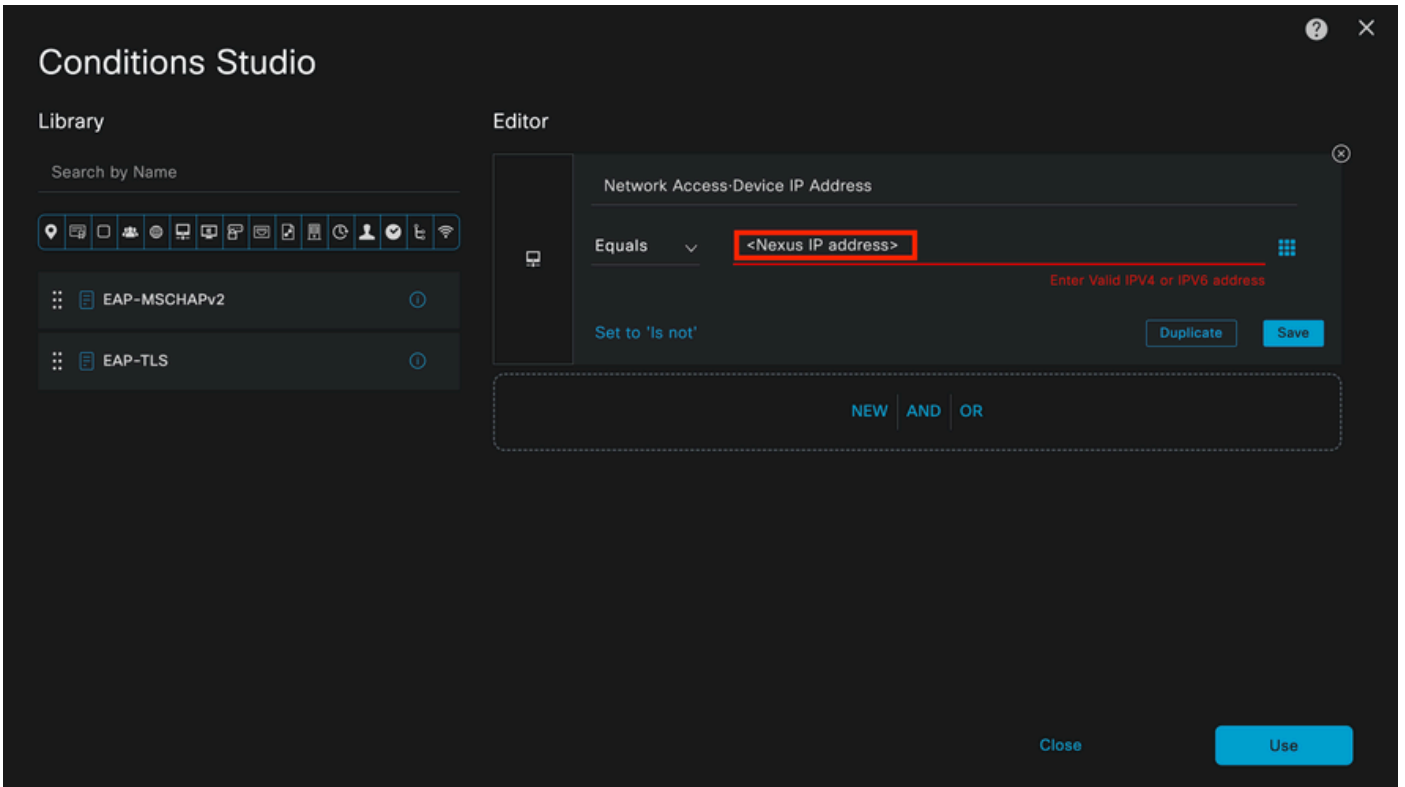 Conditions Studio
Library
Search by Name
EAP-MSCHAPv2
EAP-TLS
Editor
Network Access·Device IP Address
Equals
<Nexus IP address>
Enter Valid IPV4 or IPV6 address
Set to 'Is not'
Duplicate
Save
NEW AND OR
Close
Use